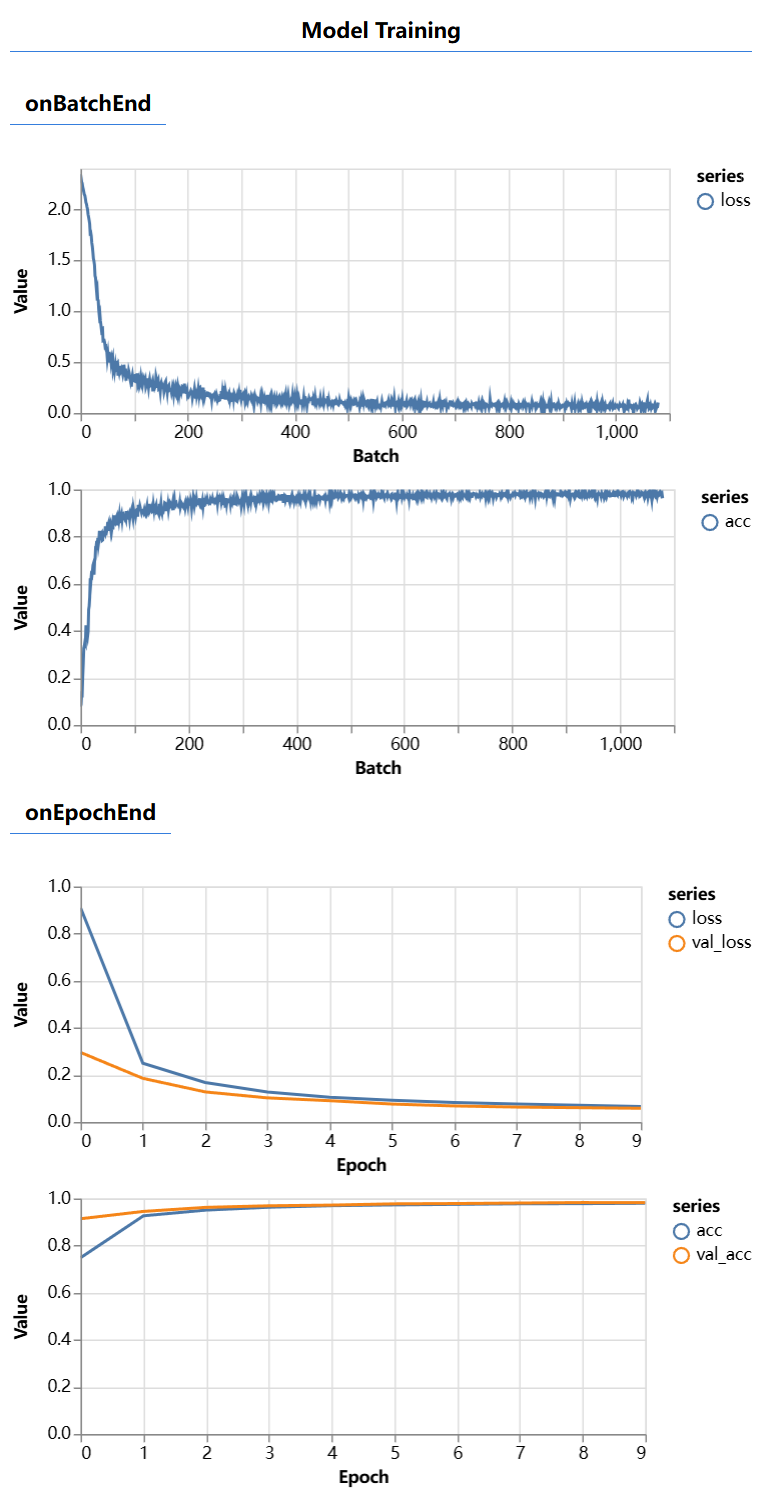 Model Training
onBatchEnd
series
loss
2.0
1.5
1.0
0.5
0.0
Value
0 200 400 600 800 1,000
Batch
series
acc
1.0
0.8
0.6
0.4
0.2
0.0
Value
0 200 400 600 800 1,000
Batch
onEpochEnd
series
loss
val_loss
1.0
0.8
0.6
0.4
0.2
0.0
Value
0 1 2 3 4 5 6 7 8 9
Epoch
series
acc
val_acc
1.0
0.8
0.6
0.4
0.2
0.0
Value
0 1 2 3 4 5 6 7 8 9
Epoch